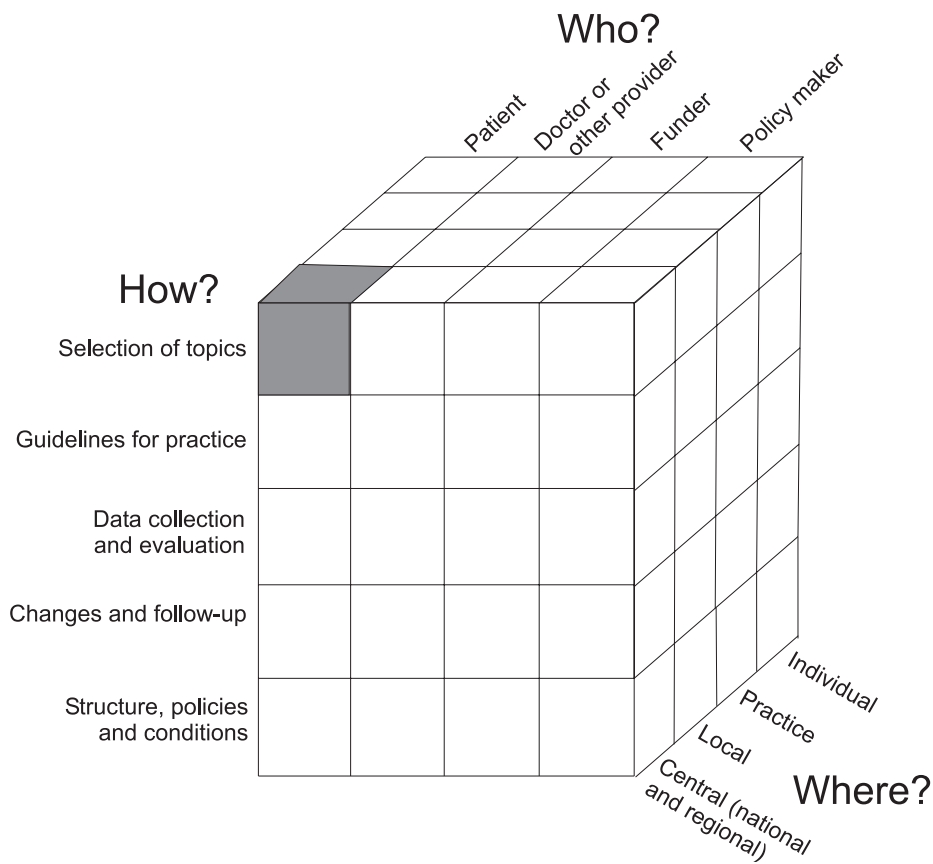 Who?
Patient
Doctor or
other provider
Funder
Policy maker
How?
Selection of topics
Guidelines for practice
Data collection
and evaluation
Changes and follow-up
Structure, policies
and conditions
Individual
Practice
Local
Central (national
and regional)
Where?